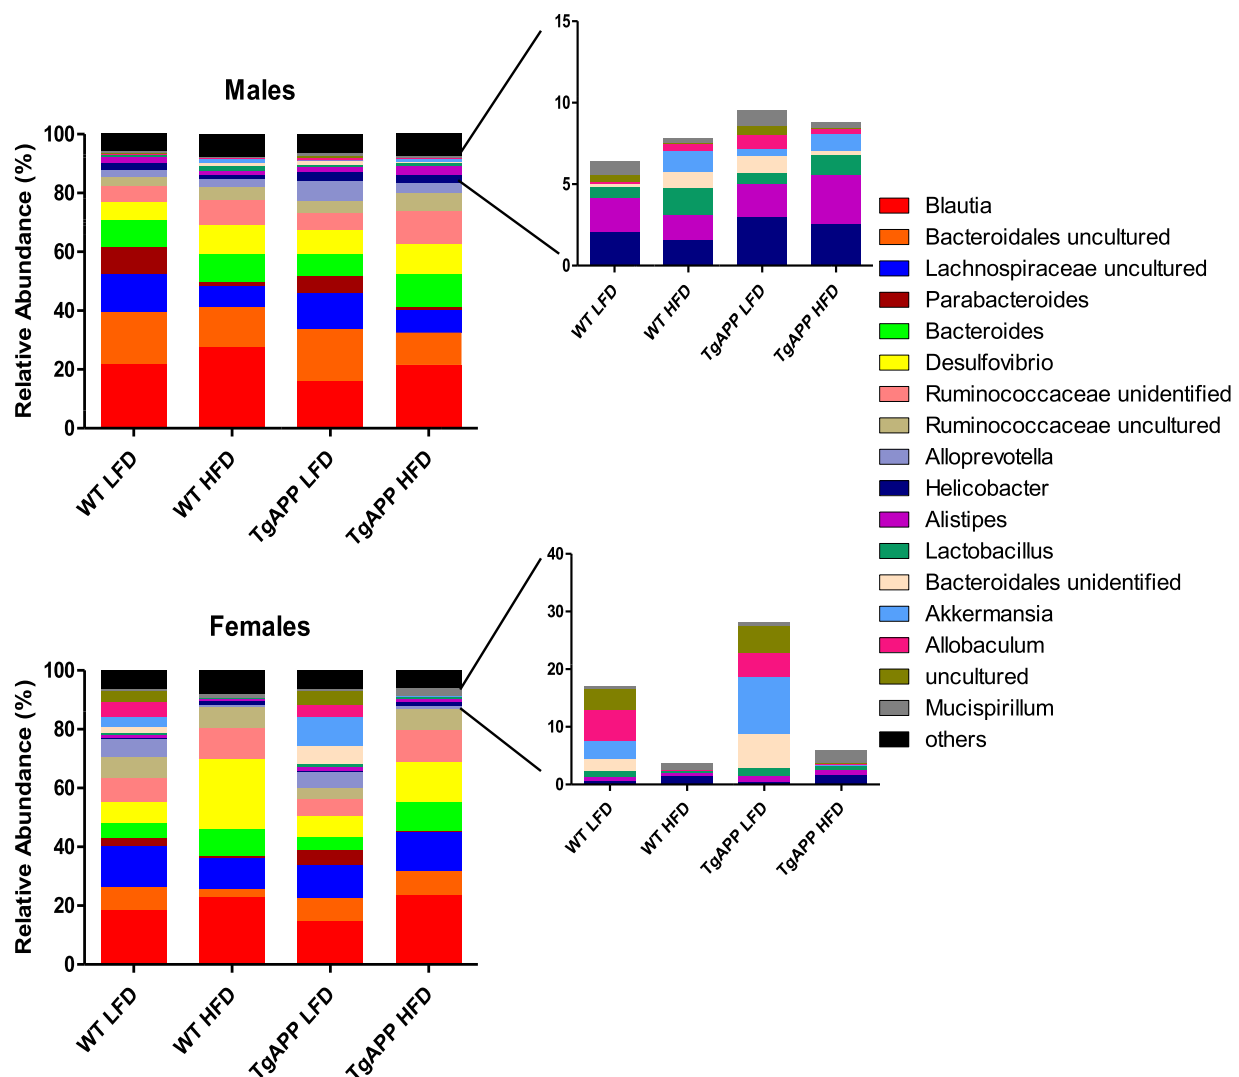 Males
Relative Abundance (%)
100
80
60
40
20
0
WT LFD
WT HFD
TgAPP LFD
TgAPP HFD
15
10
5
0
WT LFD
WT HFD
TgAPP LFD
TgAPP HFD
Females
Relative Abundance (%)
100
80
60
40
20
0
WT LFD
WT HFD
TgAPP LFD
TgAPP HFD
40
30
20
10
0
WT LFD
WT HFD
TgAPP LFD
TgAPP HFD
Blautia
Bacteroidales uncultured
Lachnospiraceae uncultured
Parabacteroides
Bacteroides
Desulfovibrio
Ruminococcaceae unidentified
Ruminococcaceae uncultured
Alloprevotella
Helicobacter
Alistipes
Lactobacillus
Bacteroidales unidentified
Akkermansia
Allobaculum
uncultured
Mucispirillum
others